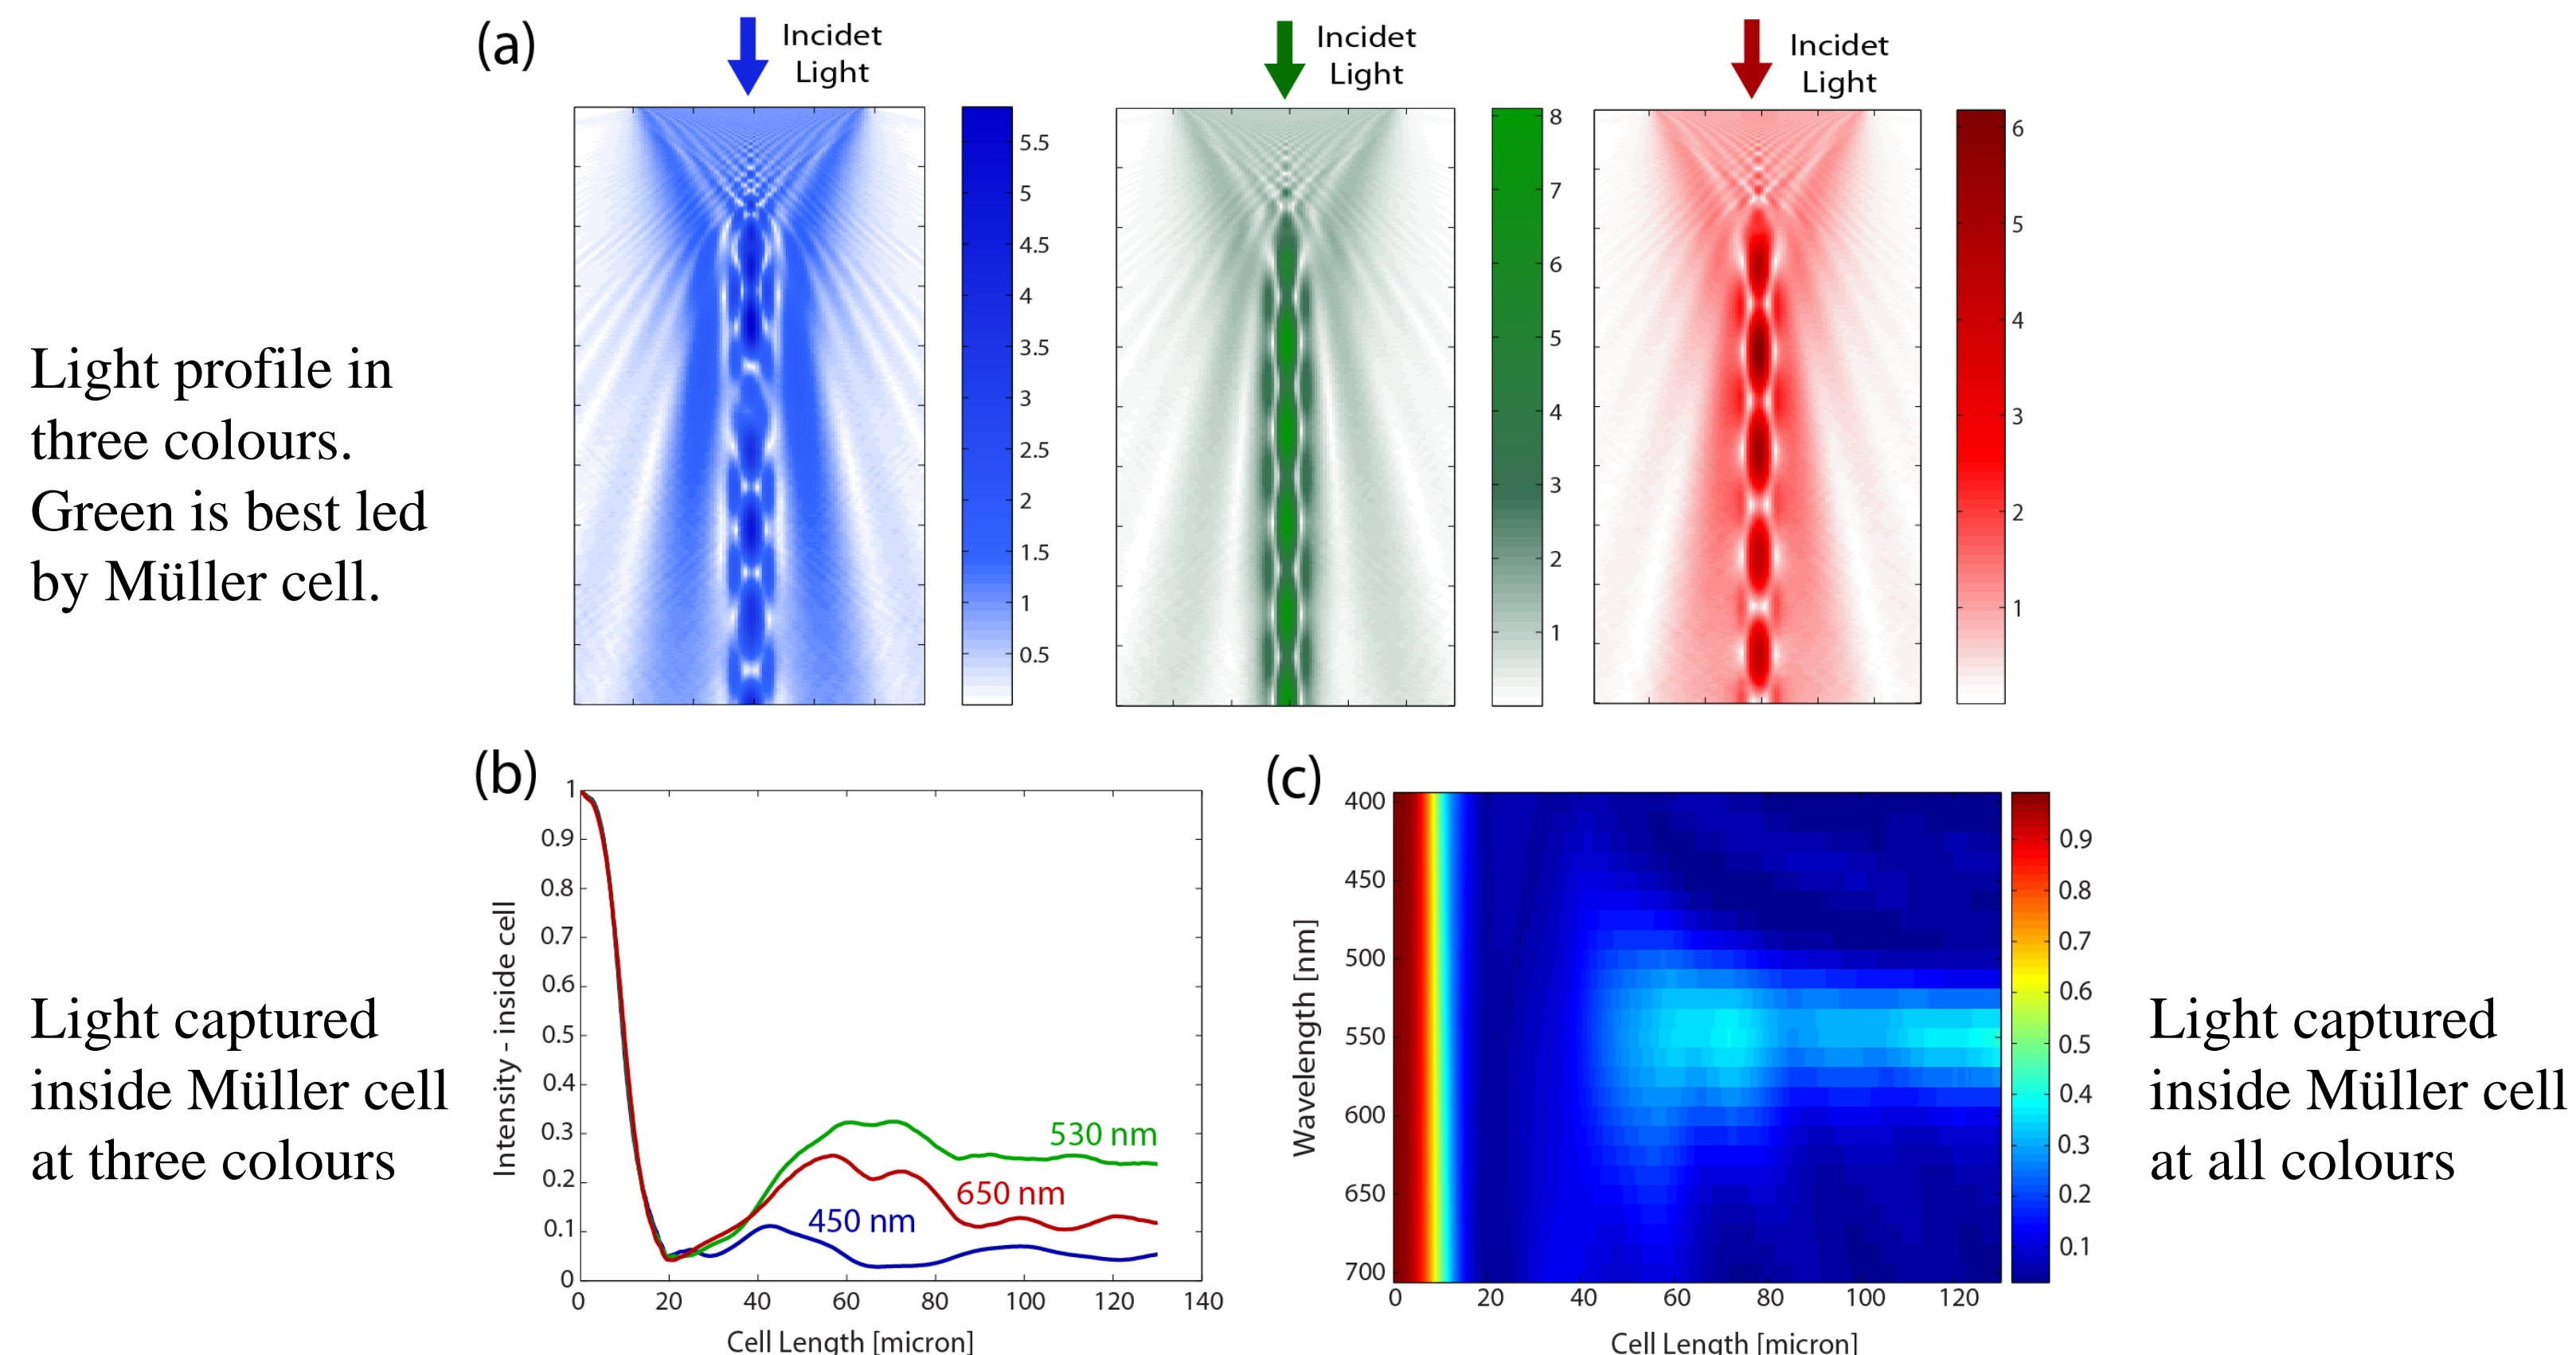 (a)
Incidet
Light
Incidet
Light
Incidet
Light
5.5
5
4.5
4
3.5
3
2.5
2
1.5
1
0.5
8
7
6
5
4
3
2
1
6
5
4
3
2
1
Light profile in
three colours.
Green is best led
by Müller cell.
(b)
1
0.9
0.8
0.7
0.6
0.5
0.4
0.3
0.2
0.1
0
Intensity - inside cell
530 nm
650 nm
450 nm
0 20 40 60 80 100 120 140
Cell Length [micron]
Light captured
inside Müller cell
at three colours
(c)
400
450
500
550
600
650
700
Wavelength [nm]
0 20 40 60 80 100 120
Cell Length [micron]
0.9
0.8
0.7
0.6
0.5
0.4
0.3
0.2
0.1
Light captured
inside Müller cell
at all colours